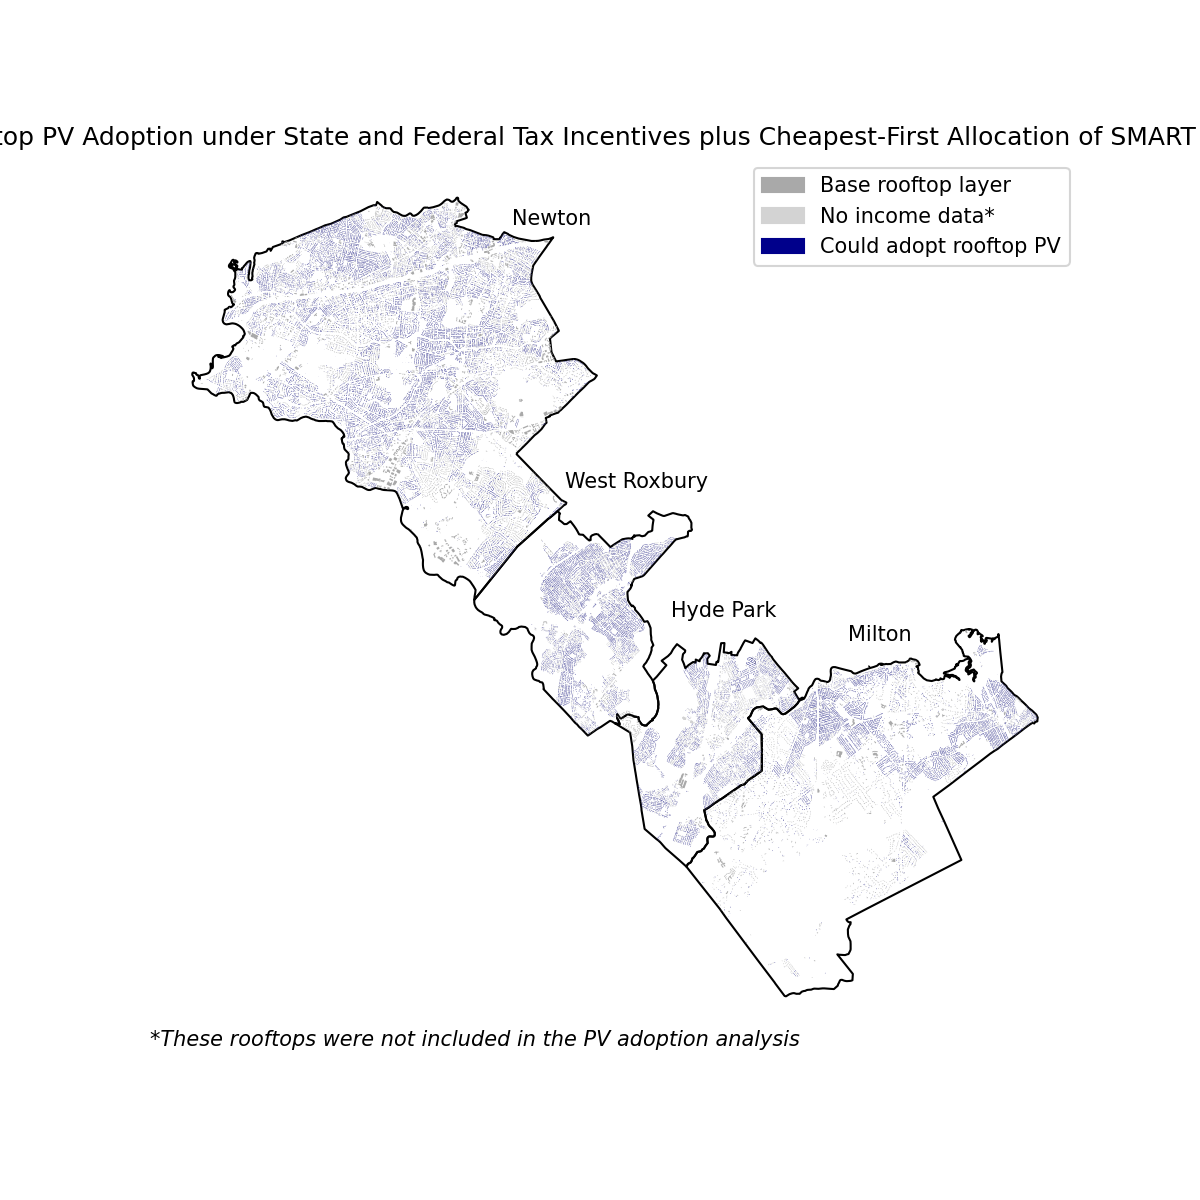 top PV Adoption under State and Federal Tax Incentives plus Cheapest-First Allocation of SMART
Base rooftop layer
No income data*
Could adopt rooftop PV
Newton
West Roxbury
Hyde Park
Milton
*These rooftops were not included in the PV adoption analysis